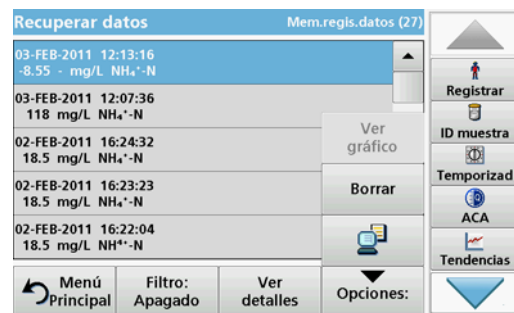 Recuperar datos
Mem.regis.datos (27)
03-FEB-2011 12:13:16
-8.55 - mg/L NH₄⁺-N
03-FEB-2011 12:07:36
118 mg/L NH₄⁺-N
02-FEB-2011 16:24:32
18.5 mg/L NH₄⁺-N
02-FEB-2011 16:23:23
18.5 mg/L NH₄⁺-N
02-FEB-2011 16:22:04
18.5 mg/L NH⁴⁺-N
Ver
gráfico
Borrar
Menú
Principal
Filtro:
Apagado
Ver
detalles
Opciones:
Registrar
ID muestra
Temporizad
ACA
Tendencias